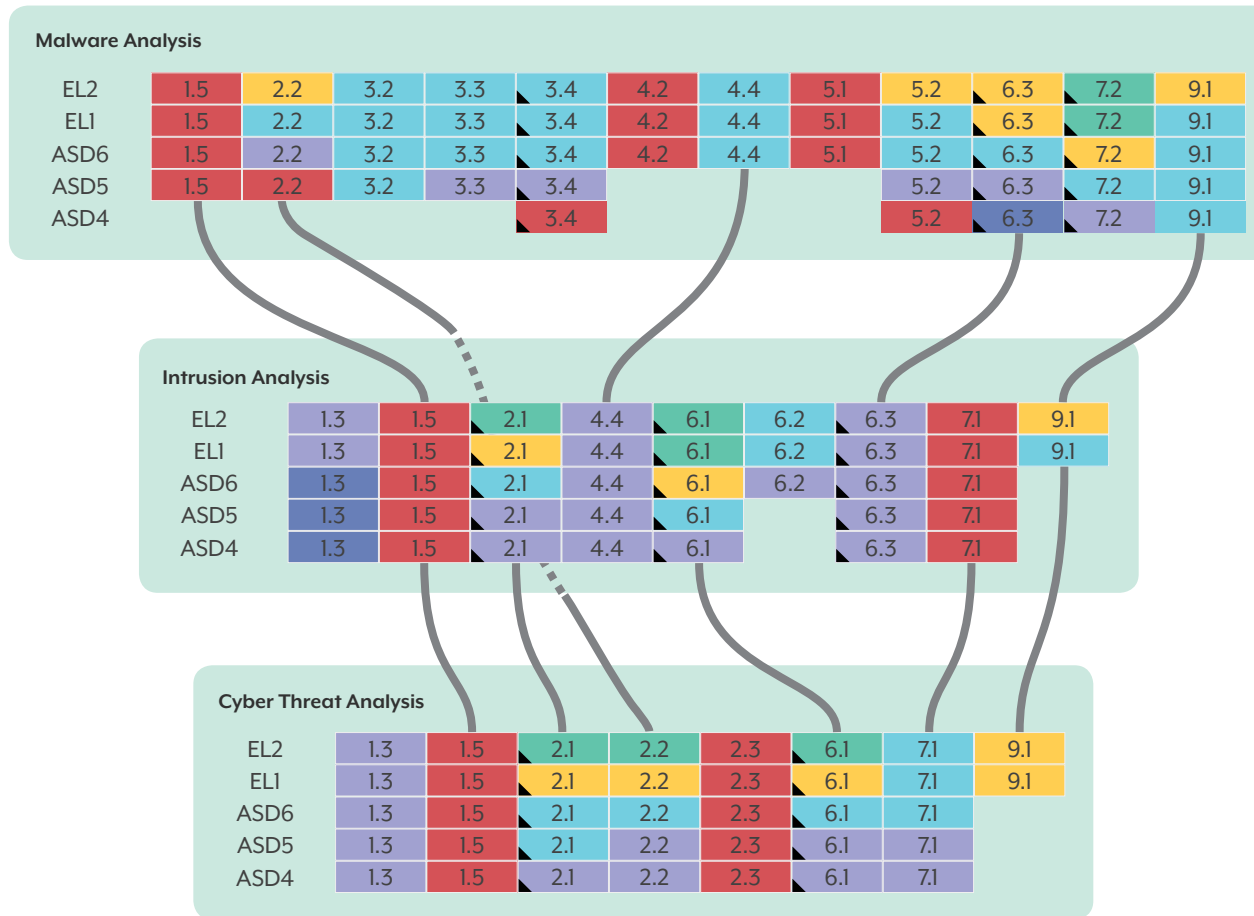 Malware Analysis
EL2 1.5 2.2 3.2 3.3 3.4 4.2 4.4 5.1 5.2 6.3 7.2 9.1
EL1 1.5 2.2 3.2 3.3 3.4 4.2 4.4 5.1 5.2 6.3 7.2 9.1
ASD6 1.5 2.2 3.2 3.3 3.4 4.2 4.4 5.1 5.2 6.3 7.2 9.1
ASD5 1.5 2.2 3.2 3.3 3.4 5.2 6.3 7.2 9.1
ASD4 3.4 5.2 6.3 7.2 9.1
Intrusion Analysis
EL2 1.3 1.5 2.1 4.4 6.1 6.2 6.3 7.1 9.1
EL1 1.3 1.5 2.1 4.4 6.1 6.2 6.3 7.1 9.1
ASD6 1.3 1.5 2.1 4.4 6.1 6.2 6.3 7.1
ASD5 1.3 1.5 2.1 4.4 6.1 6.3 7.1
ASD4 1.3 1.5 2.1 4.4 6.1 6.3 7.1
Cyber Threat Analysis
EL2 1.3 1.5 2.1 2.2 2.3 6.1 7.1 9.1
EL1 1.3 1.5 2.1 2.2 2.3 6.1 7.1 9.1
ASD6 1.3 1.5 2.1 2.2 2.3 6.1 7.1
ASD5 1.3 1.5 2.1 2.2 2.3 6.1 7.1
ASD4 1.3 1.5 2.1 2.2 2.3 6.1 7.1